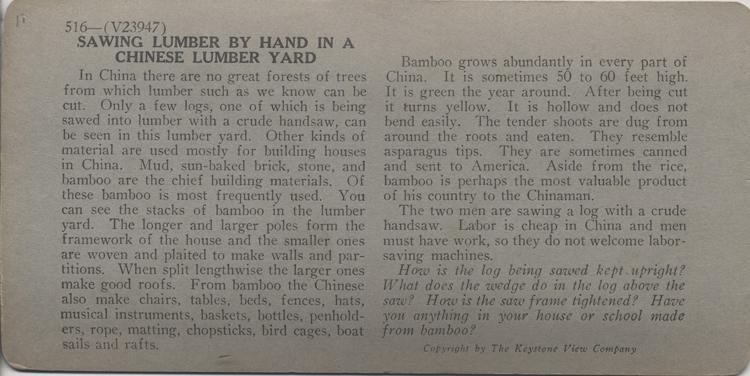 516—(V23947)
SAWING LUMBER BY HAND IN A
CHINESE LUMBER YARD
In China there are no great forests of trees
from which lumber such as we know can be
cut. Only a few logs, one of which is being
sawed into lumber with a crude handsaw, can
be seen in this lumber yard. Other kinds of
material are used mostly for building houses
in China. Mud, sun-baked brick, stone, and
bamboo are the chief building materials. Of
these bamboo is most frequently used. You
can see the stacks of bamboo in the lumber
yard. The longer and larger poles form the
framework of the house and the smaller ones
are woven and plaited to make walls and par-
titions. When split lengthwise the larger ones
make good roofs. From bamboo the Chinese
also make chairs, tables, beds, fences, hats,
musical instruments, baskets, bottles, penhold-
ers, rope, matting, chopsticks, bird cages, boat
sails and rafts.
Bamboo grows abundantly in every part of
China. It is sometimes 50 to 60 feet high.
It is green the year around. After being cut
it turns yellow. It is hollow and does not
bend easily. The tender shoots are dug from
around the roots and eaten. They resemble
asparagus tips. They are sometimes canned
and sent to America. Aside from the rice,
bamboo is perhaps the most valuable product
of his country to the Chinaman.
The two men are sawing a log with a crude
handsaw. Labor is cheap in China and men
must have work, so they do not welcome labor-
saving machines.
How is the log being sawed kept upright?
What does the wedge do in the log above the
saw? How is the saw frame tightened? Have
you anything in your house or school made
from bamboo?
Copyright by The Keystone View Company